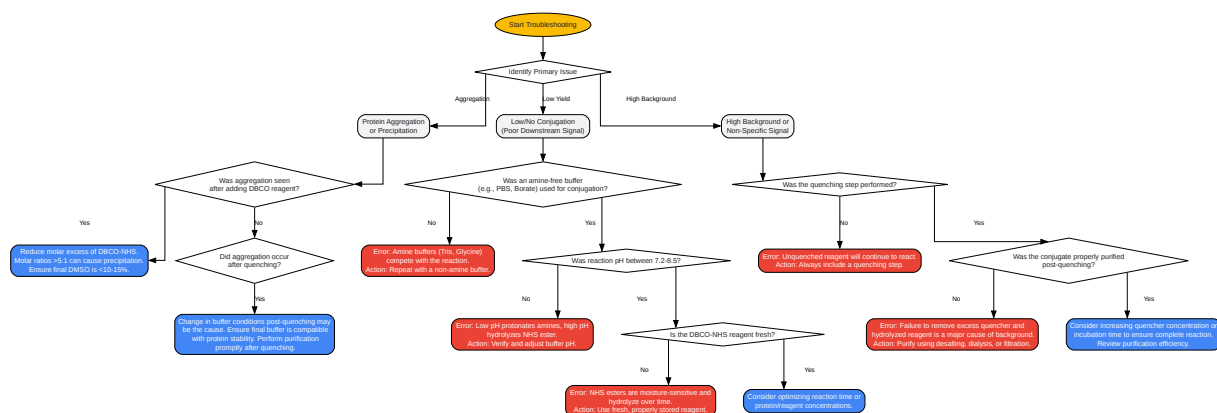 Start Troubleshooting
Identify Primary Issue
Aggregation
Low Yield
High Background
Protein Aggregation
or Precipitation
Low/No Conjugation
(Poor Downstream Signal)
High Background or
Non-Specific Signal
Was aggregation seen
after adding DBCO reagent?
Was an amine-free buffer
(e.g., PBS, Borate) used for conjugation?
Was the quenching step performed?
Yes
No
No
Yes
No
Yes
Reduce molar excess of DBCO-NHS.
Molar ratios >5:1 can cause precipitation.
Ensure final DMSO is <10-15%.
Did aggregation occur
after quenching?
Error: Amine buffers (Tris, Glycine)
compete with the reaction.
Action: Repeat with a non-amine buffer.
Was reaction pH between 7.2-8.5?
Error: Unquenched reagent will continue to react.
Action: Always include a quenching step.
Was the conjugate properly purified
post-quenching?
Yes
No
Yes
No
Yes
Change in buffer conditions post-quenching may
be the cause. Ensure final buffer is compatible
with protein stability. Perform purification
promptly after quenching.
Error: Low pH protonates amines, high pH
hydrolyzes NHS ester.
Action: Verify and adjust buffer pH.
Is the DBCO-NHS reagent fresh?
Error: Failure to remove excess quencher and
hydrolyzed reagent is a major cause of background.
Action: Purify using desalting, dialysis, or filtration.
Consider increasing quencher concentration or
incubation time to ensure complete reaction.
Review purification efficiency.
No
Yes
Error: NHS esters are moisture-sensitive and
hydrolyze over time.
Action: Use fresh, properly stored reagent.
Consider optimizing reaction time or
protein/reagent concentrations.